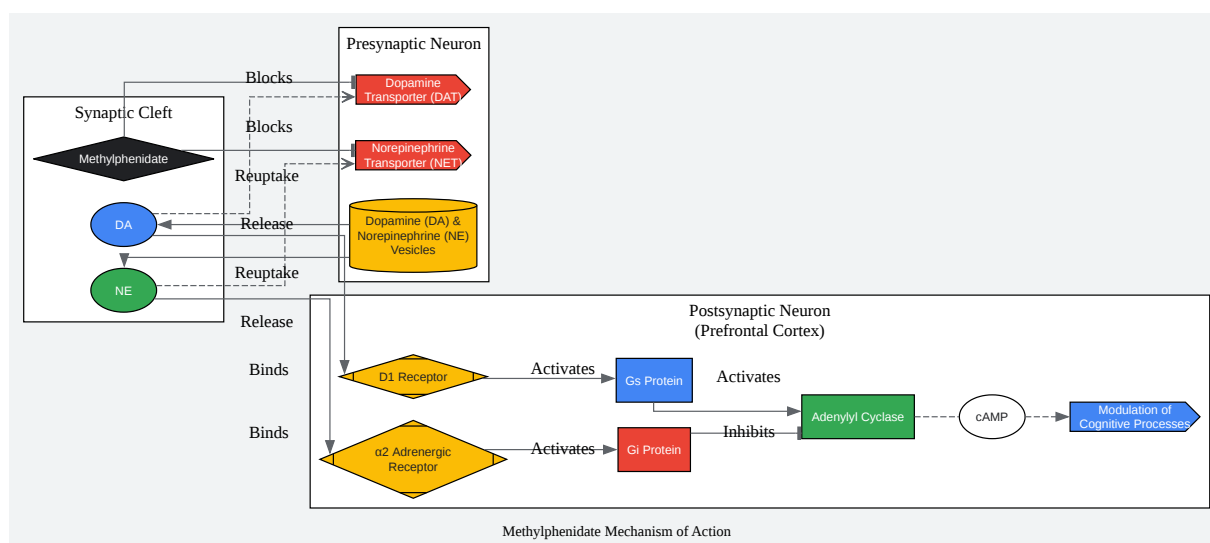 Presynaptic Neuron
Blocks
Dopamine
Transporter (DAT)
Synaptic Cleft
Blocks
Methylphenidate
Norepinephrine
Transporter (NET)
Reuptake
DA
Release
Dopamine (DA) &
Norepinephrine (NE)
Vesicles
Reuptake
NE
Release
Postsynaptic Neuron
(Prefrontal Cortex)
Binds
D1 Receptor
Activates
Gs Protein
Activates
Adenylyl Cyclase
cAMP
Modulation of
Cognitive Processes
Binds
α2 Adrenergic
Receptor
Activates
Gi Protein
Inhibits
Methylphenidate Mechanism of Action